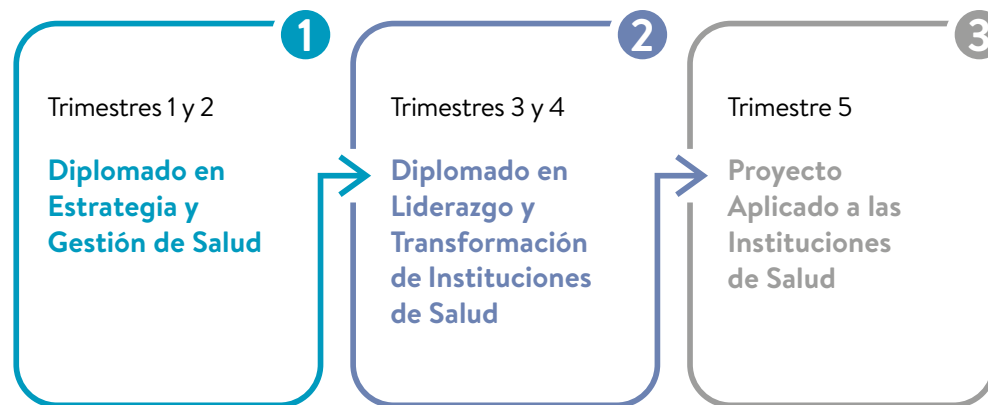 1
Trimestres 1 y 2
Diplomado en
Estrategia y
Gestión de Salud
2
Trimestres 3 y 4
Diplomado en
Liderazgo y
Transformación
de Instituciones
de Salud
3
Trimestre 5
Proyecto
Aplicado a las
Instituciones
de Salud